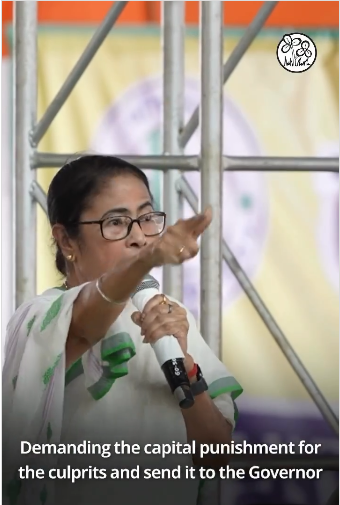 Demanding the capital punishment for
the culprits and send it to the Governor